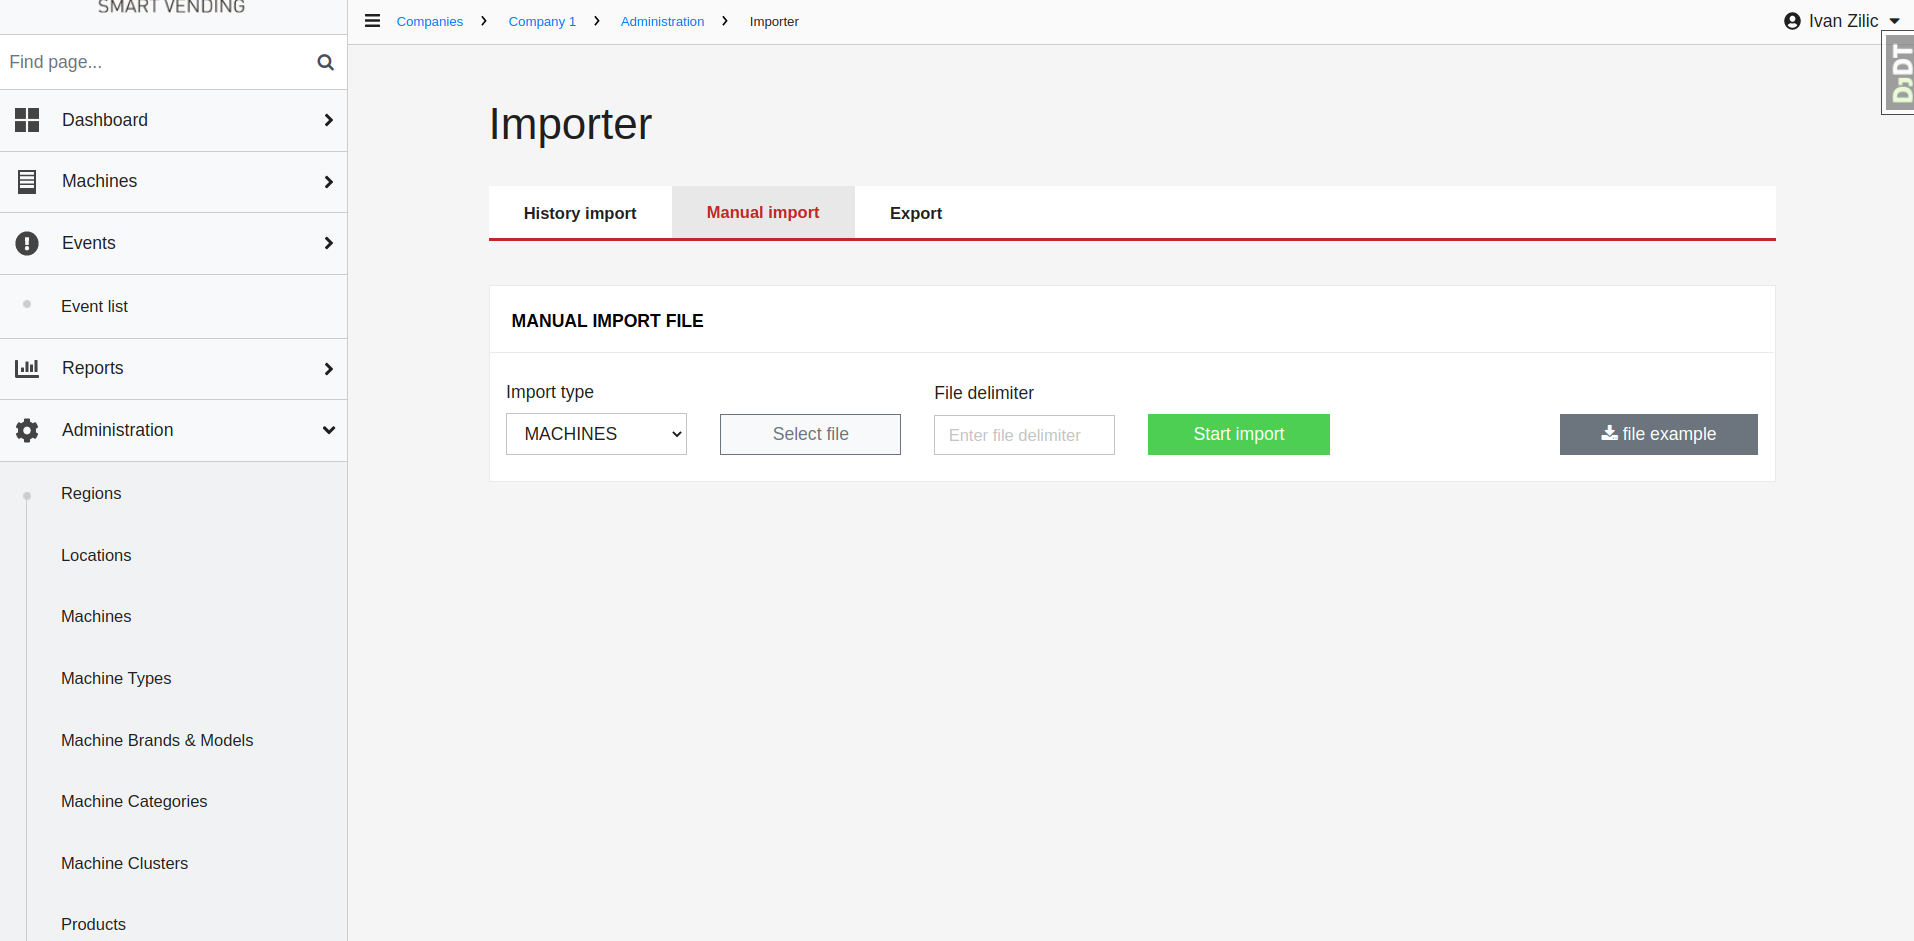 SMART VENDING
Find page...
Dashboard
Machines
Events
Event list
Reports
Administration
Regions
Locations
Machines
Machine Types
Machine Brands & Models
Machine Categories
Machine Clusters
Products
Companies Company 1 Administration Importer
Ivan Zilic
DJDT
Importer
History import Manual import Export
MANUAL IMPORT FILE
Import type
MACHINES
Select file
File delimiter
Enter file delimiter
Start import
file example